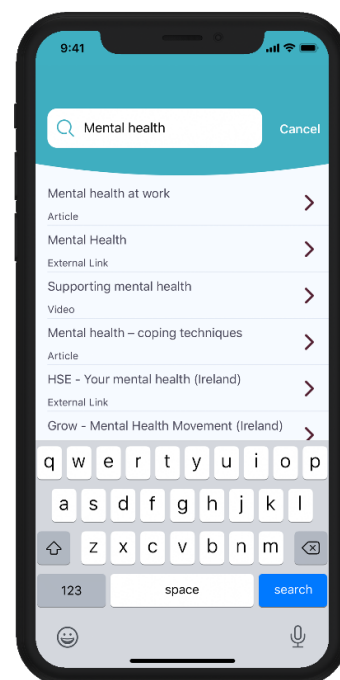 9:41
Mental health
Cancel
Mental health at work
Article
Mental Health
External Link
Supporting mental health
Video
Mental health – coping techniques
Article
HSE - Your mental health (Ireland)
External Link
Grow - Mental Health Movement (Ireland)
q w e r t y u i o p
a s d f g h j k l
z x c v b n m
123 space search